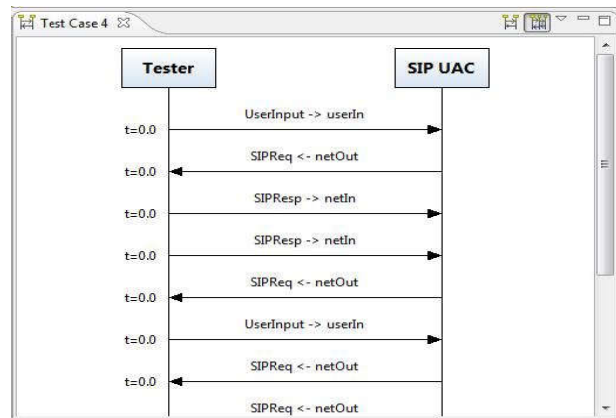 Test Case 4
Tester
SIP UAC
UserInput -> userIn
t=0.0
SIPReq <- netOut
t=0.0
SIPResp -> netIn
t=0.0
SIPResp -> netIn
t=0.0
SIPReq <- netOut
t=0.0
UserInput -> userIn
t=0.0
SIPReq <- netOut
t=0.0
SIPReq <- netOut